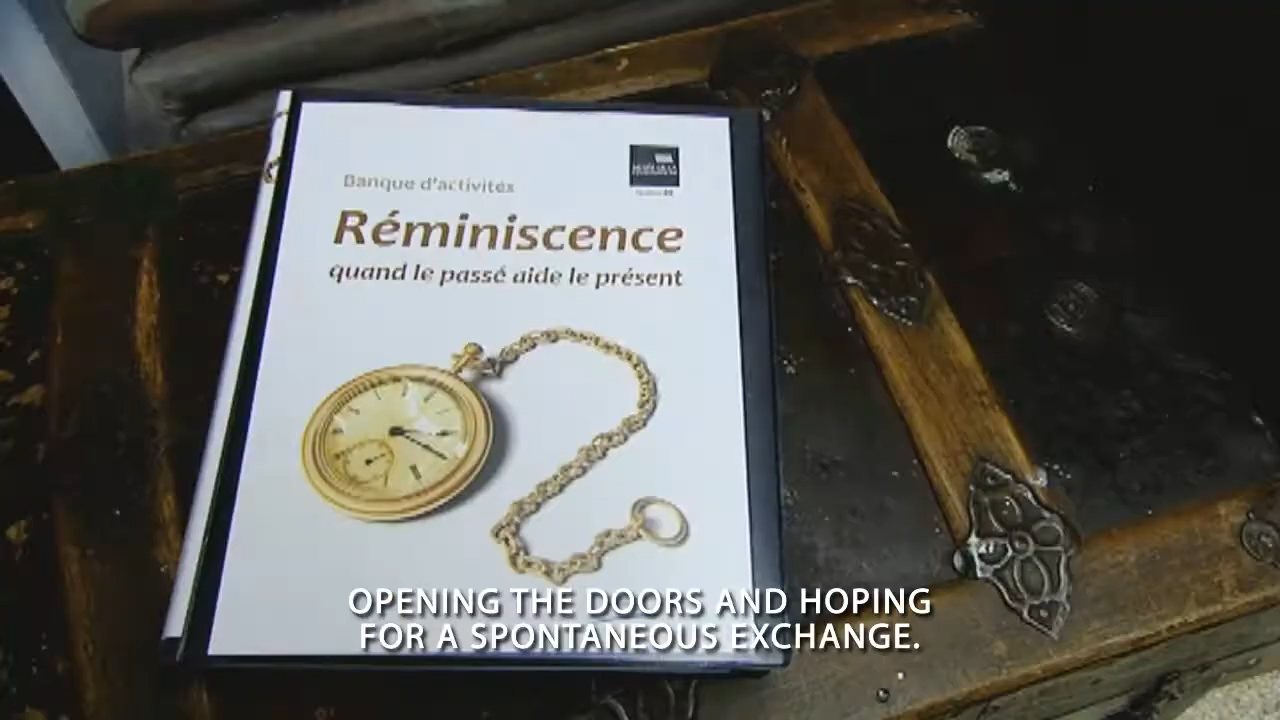 Banque d'activités
Réminiscence
quand le passé aide le présent
OPENING THE DOORS AND HOPING
FOR A SPONTANEOUS EXCHANGE.